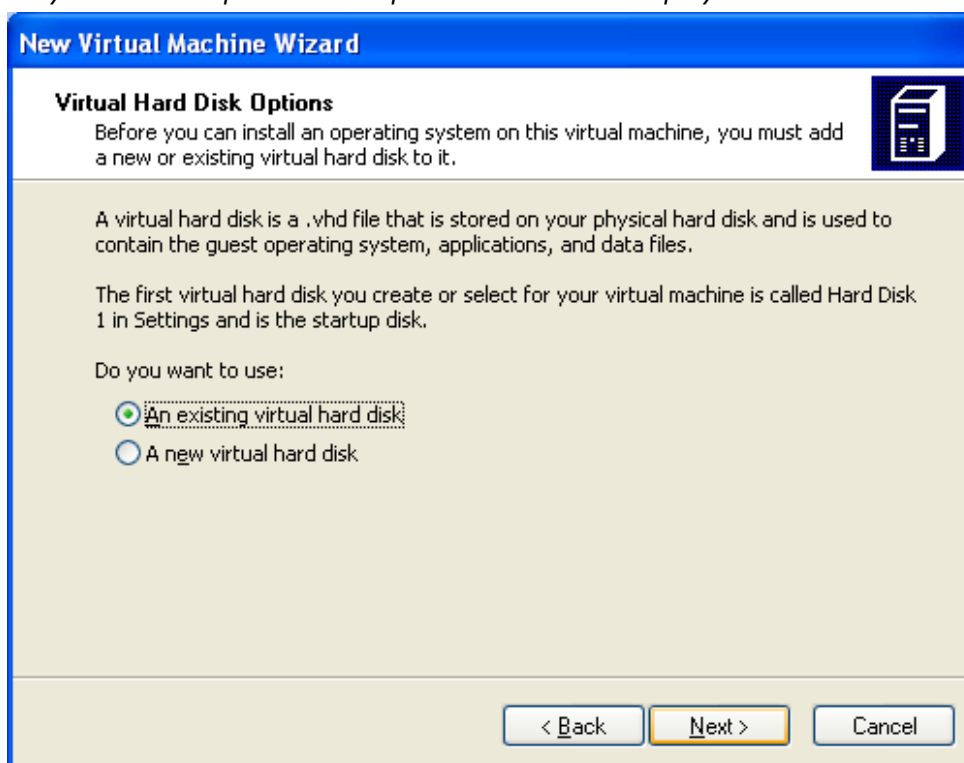 New Virtual Machine Wizard
Virtual Hard Disk Options
Before you can install an operating system on this virtual machine, you must add
a new or existing virtual hard disk to it.
A virtual hard disk is a .vhd file that is stored on your physical hard disk and is used to
contain the guest operating system, applications, and data files.
The first virtual hard disk you create or select for your virtual machine is called Hard Disk
1 in Settings and is the startup disk.
Do you want to use:
An existing virtual hard disk
A new virtual hard disk
< Back Next > Cancel